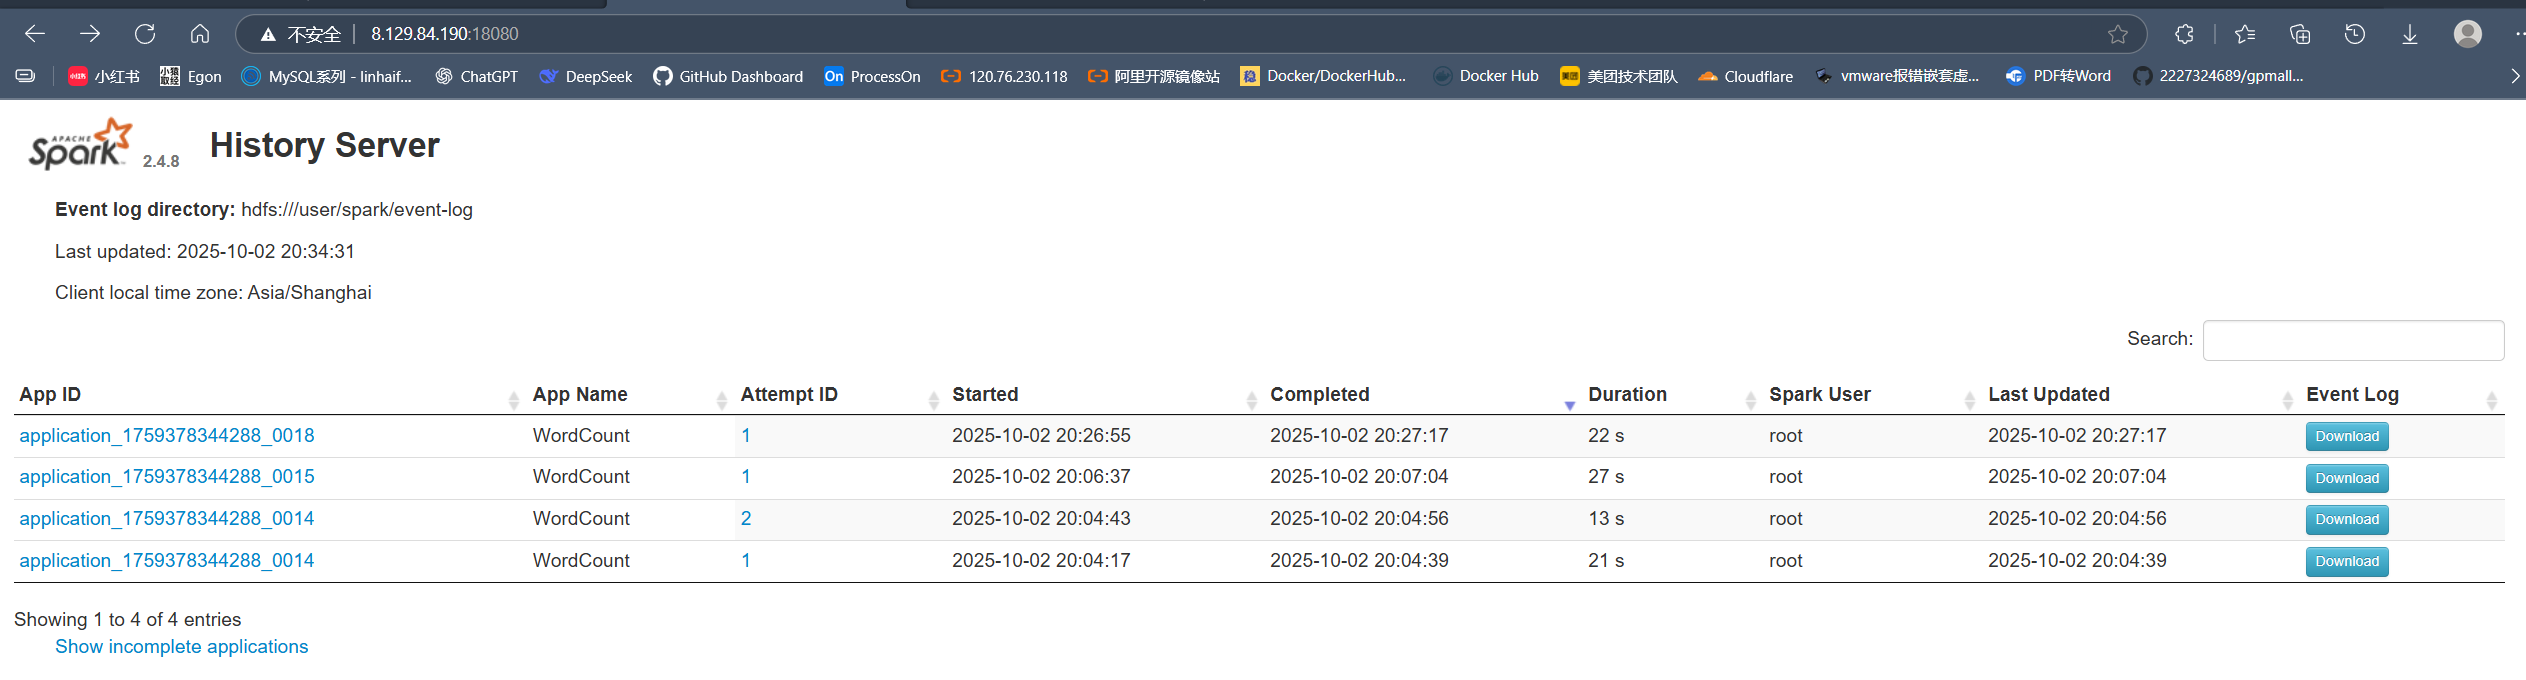 不安全 8.129.84.190:18080
小红书 小猿取经 Egon MySQL系列 - linhaif... ChatGPT DeepSeek GitHub Dashboard On ProcessOn 120.76.230.118 阿里开源镜像站 稳 Docker/DockerHub... Docker Hub 美团 美团技术团队 Cloudflare vmware报错嵌套虚... PDF转Word 2227324689/gpmall...
APACHE Spark 2.4.8 History Server
Event log directory: hdfs:///user/spark/event-log
Last updated: 2025-10-02 20:34:31
Client local time zone: Asia/Shanghai
Search:
App ID App Name Attempt ID Started Completed Duration Spark User Last Updated Event Log
application_1759378344288_0018 WordCount 1 2025-10-02 20:26:55 2025-10-02 20:27:17 22 s root 2025-10-02 20:27:17 Download
application_1759378344288_0015 WordCount 1 2025-10-02 20:06:37 2025-10-02 20:07:04 27 s root 2025-10-02 20:07:04 Download
application_1759378344288_0014 WordCount 2 2025-10-02 20:04:43 2025-10-02 20:04:56 13 s root 2025-10-02 20:04:56 Download
application_1759378344288_0014 WordCount 1 2025-10-02 20:04:17 2025-10-02 20:04:39 21 s root 2025-10-02 20:04:39 Download
Showing 1 to 4 of 4 entries
Show incomplete applications